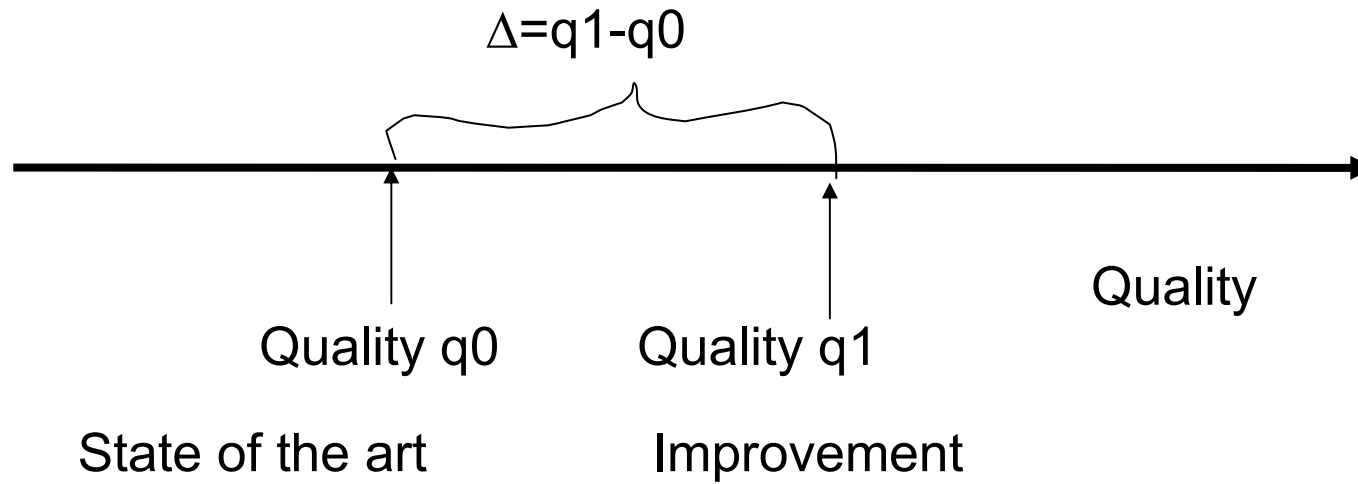 Δ=q1-q0
Quality
Quality q0
Quality q1
State of the art
Improvement